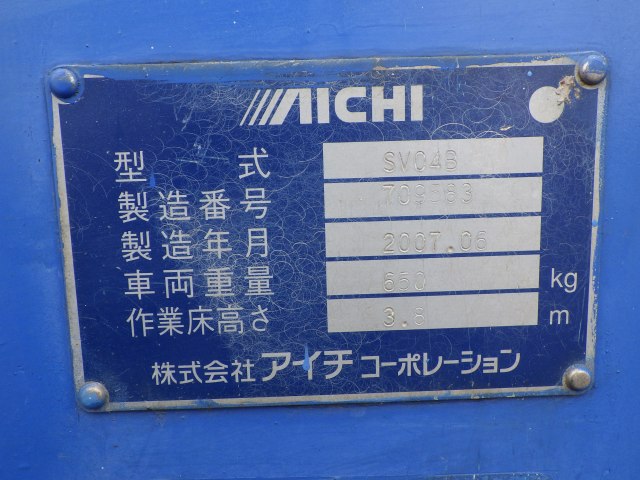 AICHI
型式 SV04B
製造番号
製造年月 2007.06
車両重量 650 kg
作業床高さ 3.8 m
株式会社 アイチ コーポレーション